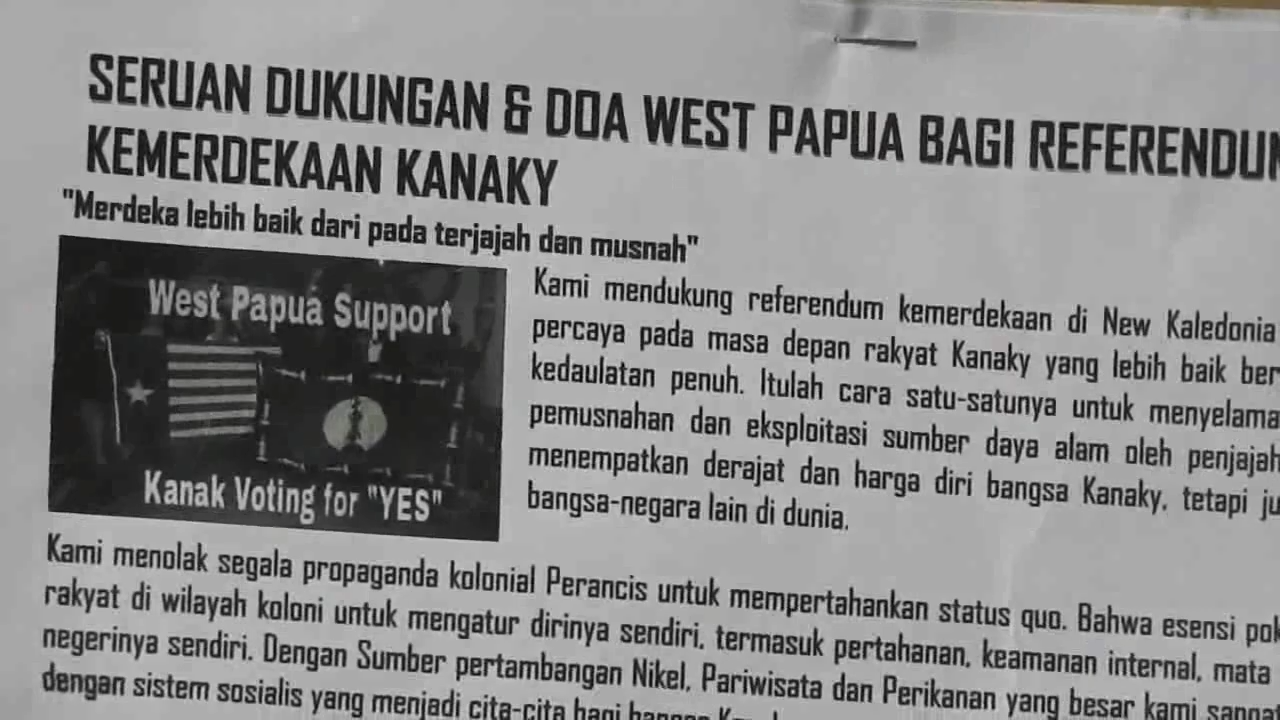 SERUAN DUKUNGAN & DOA WEST PAPUA BAGI
KEMERDEKAAN KANAKY
"Merdeka lebih baik dari pada terjajah dan musnah"
West Papua Support
Kanak Voting for "YES"
Kami mendukung referendum kemerdekaan di New Kaledonia
percaya pada masa depan rakyat Kanaky yang lebih baik
kedaulatan penuh. Itulah cara satu-satunya untuk
pemusnahan dan eksploitasi sumber daya alam oleh
menempatkan derajat dan harga diri bangsa Kanaky, tetapi
bangsa-negara lain di dunia.
Kami menolak segala propaganda kolonial Perancis untuk mempertahankan status quo. Bahwa esensi
rakyat di wilayah koloni untuk mengatur dirinya sendiri, termasuk pertahanan, keamanan internal, mata
negerinya sendiri. Dengan Sumber pertambangan Nikel, Pariwisata dan Perikanan yang besar kami
dengan sistem sosialis yang menjadi cita-cita bagi